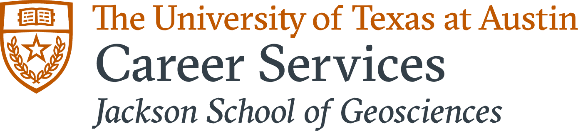 The University of Texas at Austin
Career Services
Jackson School of Geosciences